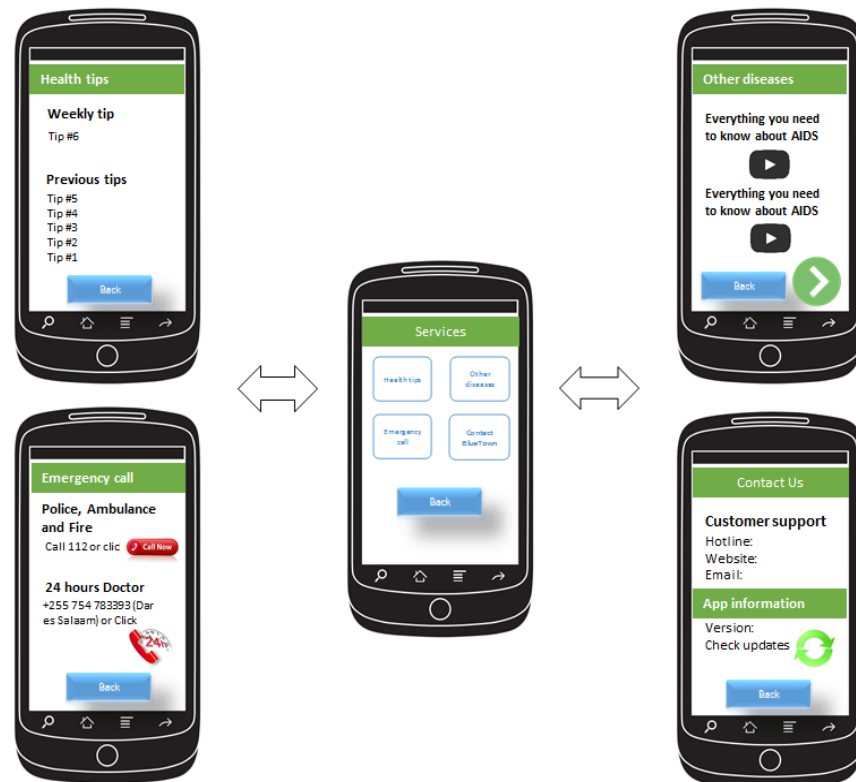 Health tips
Weekly tip
Tip #6
Previous tips
Tip #5
Tip #4
Tip #3
Tip #2
Tip #1
Back
Emergency call
Police, Ambulance
and Fire
Call 112 or clic
Call Now
24 hours Doctor
+255 754 783393 (Dar
es Salaam) or Click
24hr
Back
Services
Health tips
Other
diseases
Emergency
call
Contact
BlueTown
Back
Other diseases
Everything you need
to know about AIDS
Everything you need
to know about AIDS
Back
Contact Us
Customer support
Hotline:
Website:
Email:
App information
Version:
Check updates
Back